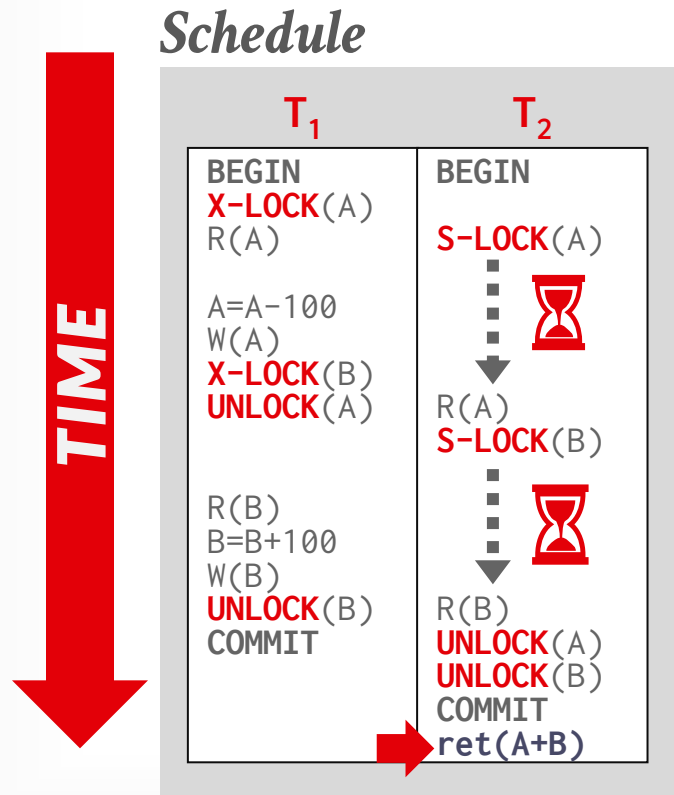 Schedule
TIME
T1
BEGIN
X-LOCK(A)
R(A)
A=A-100
W(A)
X-LOCK(B)
UNLOCK(A)
R(B)
B=B+100
W(B)
UNLOCK(B)
COMMIT
T2
BEGIN
S-LOCK(A)
R(A)
S-LOCK(B)
R(B)
UNLOCK(A)
UNLOCK(B)
COMMIT
ret(A+B)